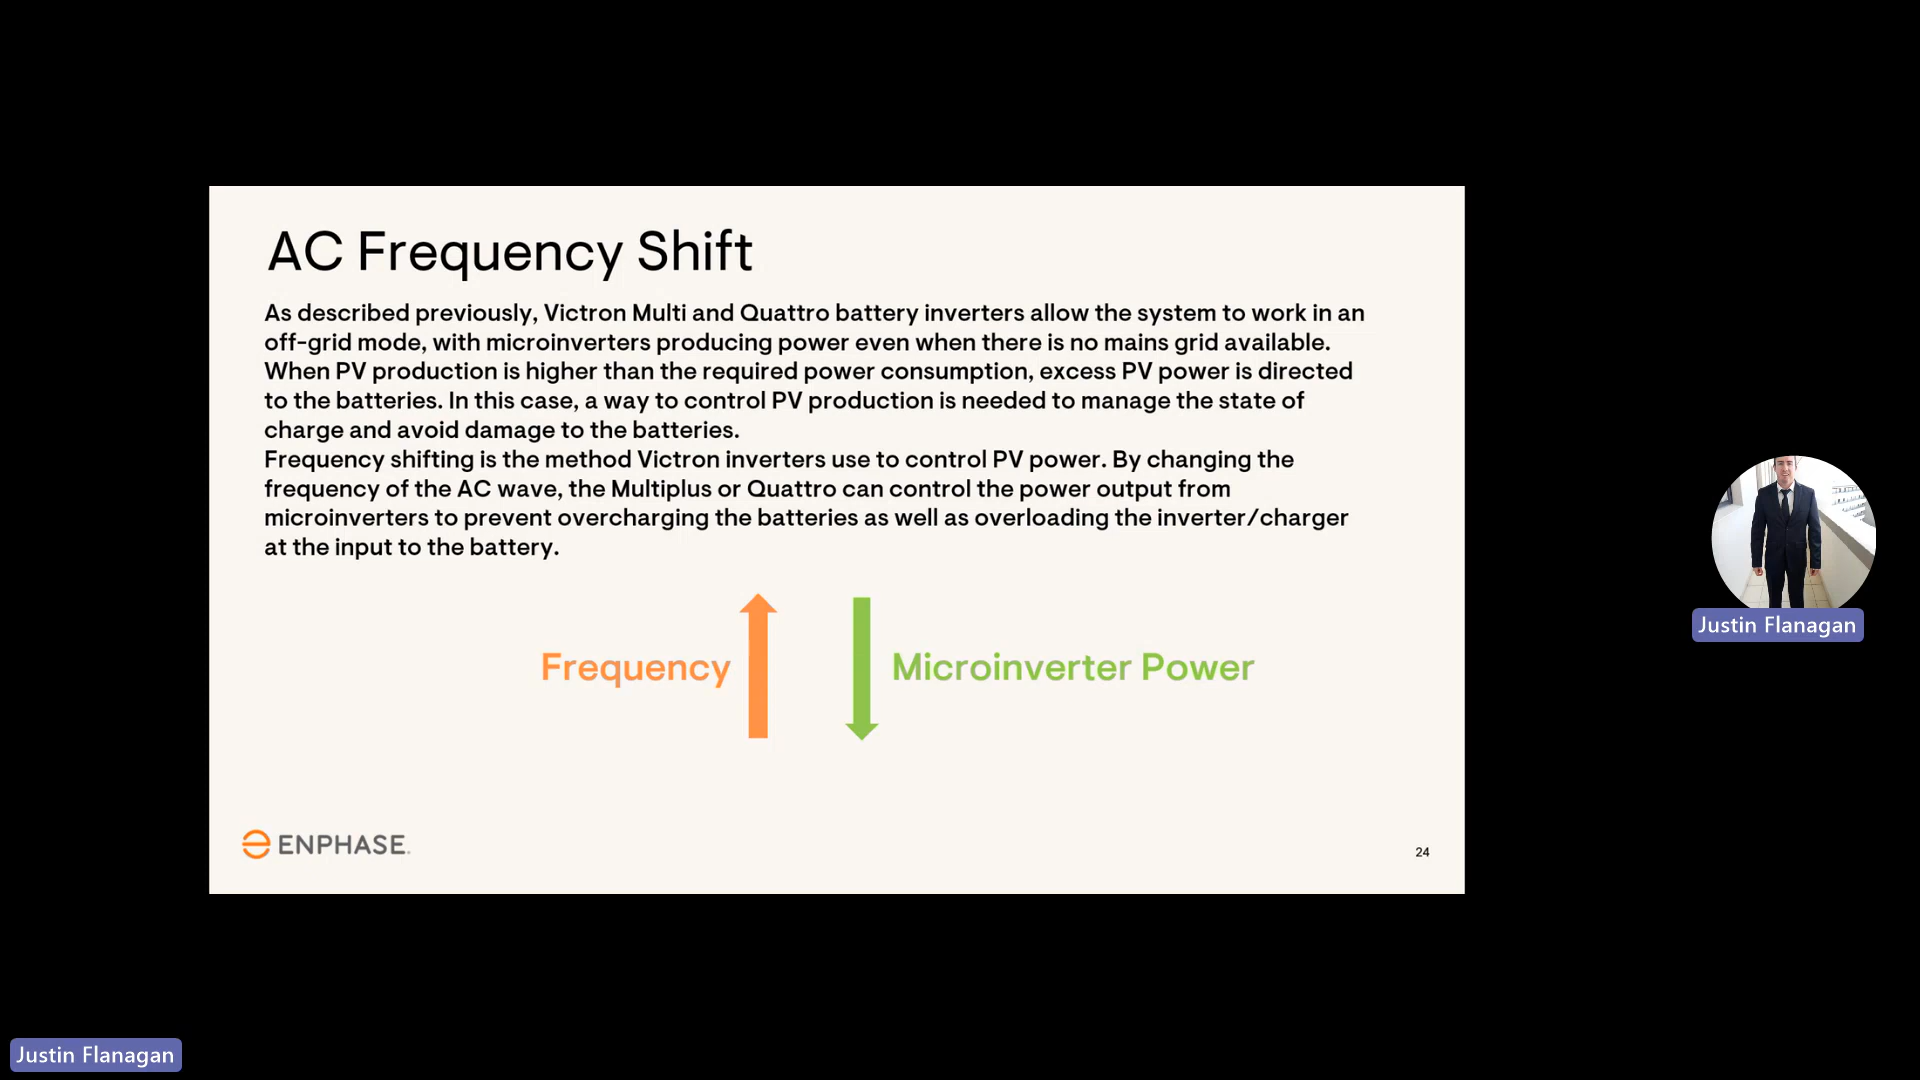 AC Frequency Shift
As described previously, Victron Multi and Quattro battery inverters allow the system to work in an
off-grid mode, with microinverters producing power even when there is no mains grid available.
When PV production is higher than the required power consumption, excess PV power is directed
to the batteries. In this case, a way to control PV production is needed to manage the state of
charge and avoid damage to the batteries.
Frequency shifting is the method Victron inverters use to control PV power. By changing the
frequency of the AC wave, the Multiplus or Quattro can control the power output from
microinverters to prevent overcharging the batteries as well as overloading the inverter/charger
at the input to the battery.
Frequency
Microinverter Power
ENPHASE.
24
Justin Flanagan
Justin Flanagan